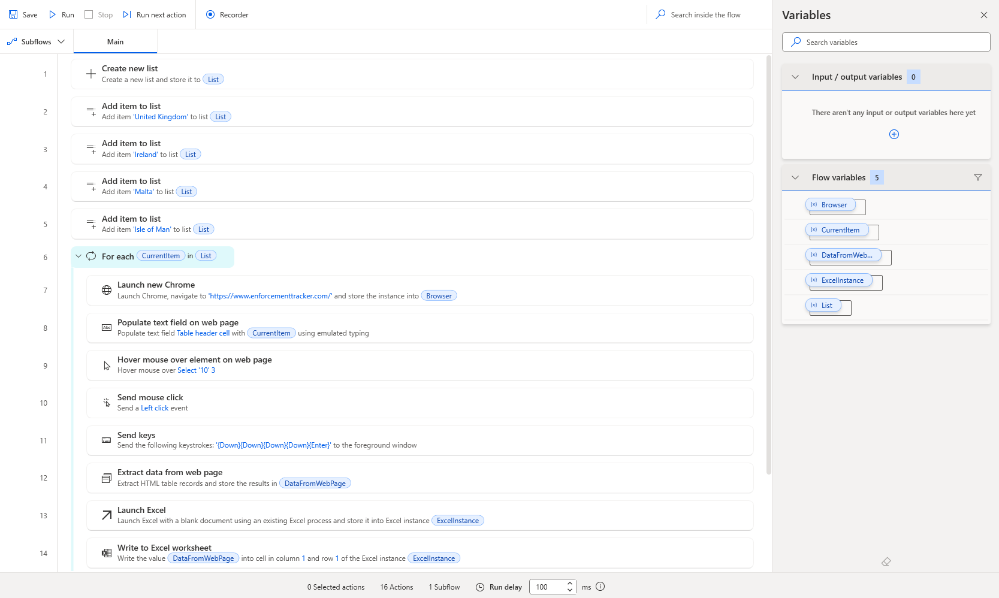 Save Run Stop Run next action Recorder Search inside the flow
Subflows Main
1 Create new list
Create a new list and store it to List
2 Add item to list
Add item 'United Kingdom' to list List
3 Add item to list
Add item 'Ireland' to list List
4 Add item to list
Add item 'Malta' to list List
5 Add item to list
Add item 'Isle of Man' to list List
6 For each CurrentItem in List
7 Launch new Chrome
Launch Chrome, navigate to 'https://www.enforcementtracker.com/' and store the instance into Browser
8 Populate text field on web page
Abc
Populate text field Table header cell with CurrentItem using emulated typing
9 Hover mouse over element on web page
Hover mouse over Select '10' 3
10 Send mouse click
Send a Left click event
11 Send keys
Send the following keystrokes: '{Down}{Down}{Down}{Down}{Enter}' to the foreground window
12 Extract data from web page
Extract HTML table records and store the results in DataFromWebPage
13 Launch Excel
Launch Excel with a blank document using an existing Excel process and store it into Excel instance ExcelInstance
14 Write to Excel worksheet
Write the value DataFromWebPage into cell in column 1 and row 1 of the Excel instance ExcelInstance
0 Selected actions 16 Actions 1 Subflow Run delay 100 ms
Variables
Search variables
Input / output variables 0
There aren't any input or output variables here yet
Flow variables 5
(x) Browser
(x) CurrentItem
(x) DataFromWeb...
(x) ExcelInstance
(x) List